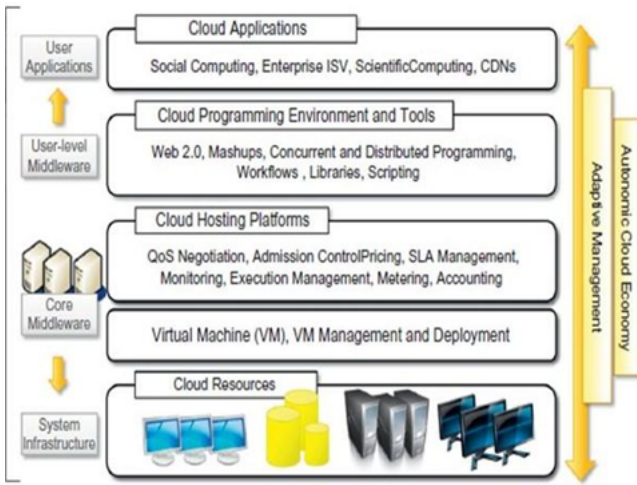 Cloud Applications
User
Applications
Social Computing, Enterprise ISV, ScientificComputing, CDNs
Cloud Programming Environment and Tools
User-level
Middleware
Web 2.0, Mashups, Concurrent and Distributed Programming,
Workflows , Libraries, Scripting
Cloud Hosting Platforms
QoS Negotiation, Admission ControlPricing, SLA Management,
Monitoring, Execution Management, Metering, Accounting
Core
Middleware
Virtual Machine (VM), VM Management and Deployment
Cloud Resources
System
Infrastructure
Adaptive Management
Autonomic Cloud Economy